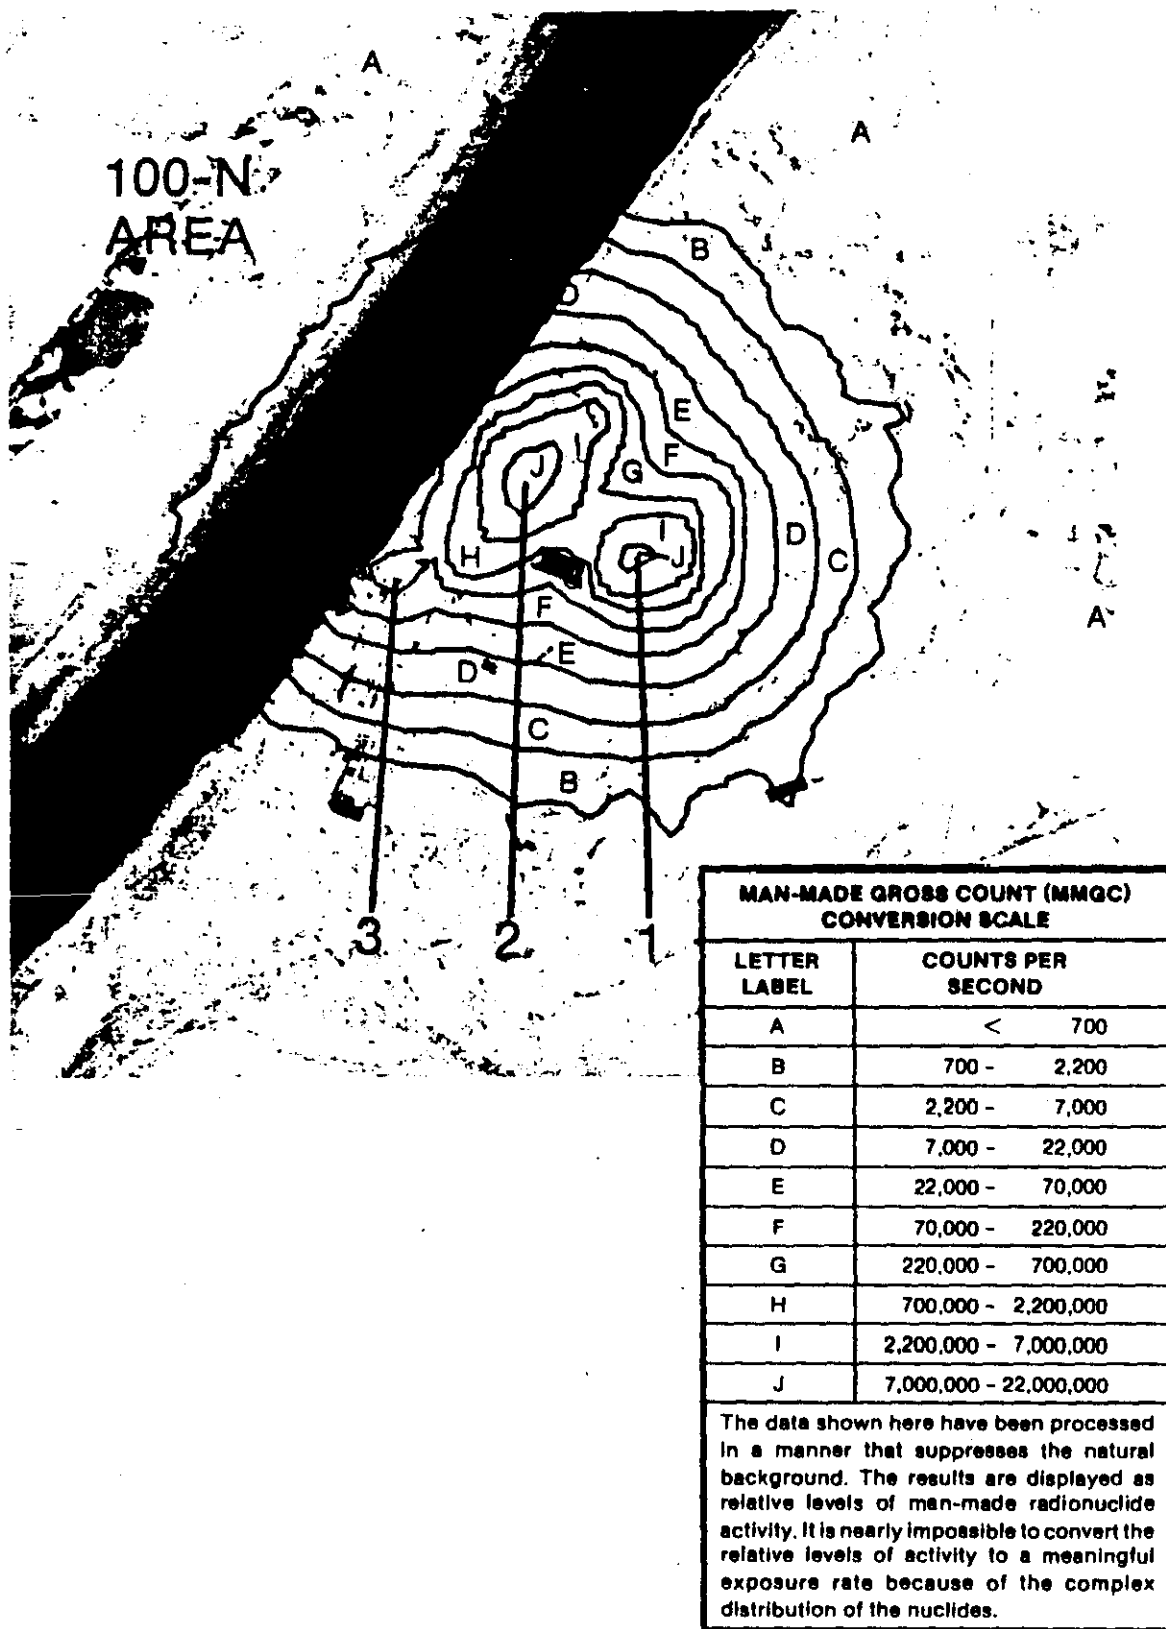 A
A
100-N
AREA
B
D
E
I
F
J
G
I
D
H
J
C
F
A
E
D
C
B
3
2
1
MAN-MADE GROSS COUNT (MMGC)
CONVERSION SCALE
LETTER LABEL COUNTS PER SECOND
A < 700
B 700 - 2,200
C 2,200 - 7,000
D 7,000 - 22,000
E 22,000 - 70,000
F 70,000 - 220,000
G 220,000 - 700,000
H 700,000 - 2,200,000
I 2,200,000 - 7,000,000
J 7,000,000 - 22,000,000
The data shown here have been processed
in a manner that suppresses the natural
background. The results are displayed as
relative levels of man-made radionuclide
activity. It is nearly impossible to convert the
relative levels of activity to a meaningful
exposure rate because of the complex
distribution of the nuclides.